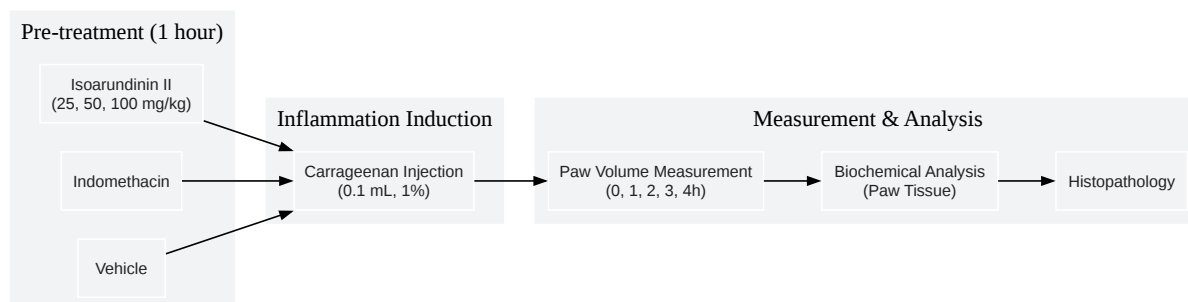 Pre-treatment (1 hour)
Isoarundinin II
(25, 50, 100 mg/kg)
Indomethacin
Vehicle
Inflammation Induction
Carrageenan Injection
(0.1 mL, 1%)
Measurement & Analysis
Paw Volume Measurement
(0, 1, 2, 3, 4h)
Biochemical Analysis
(Paw Tissue)
Histopathology